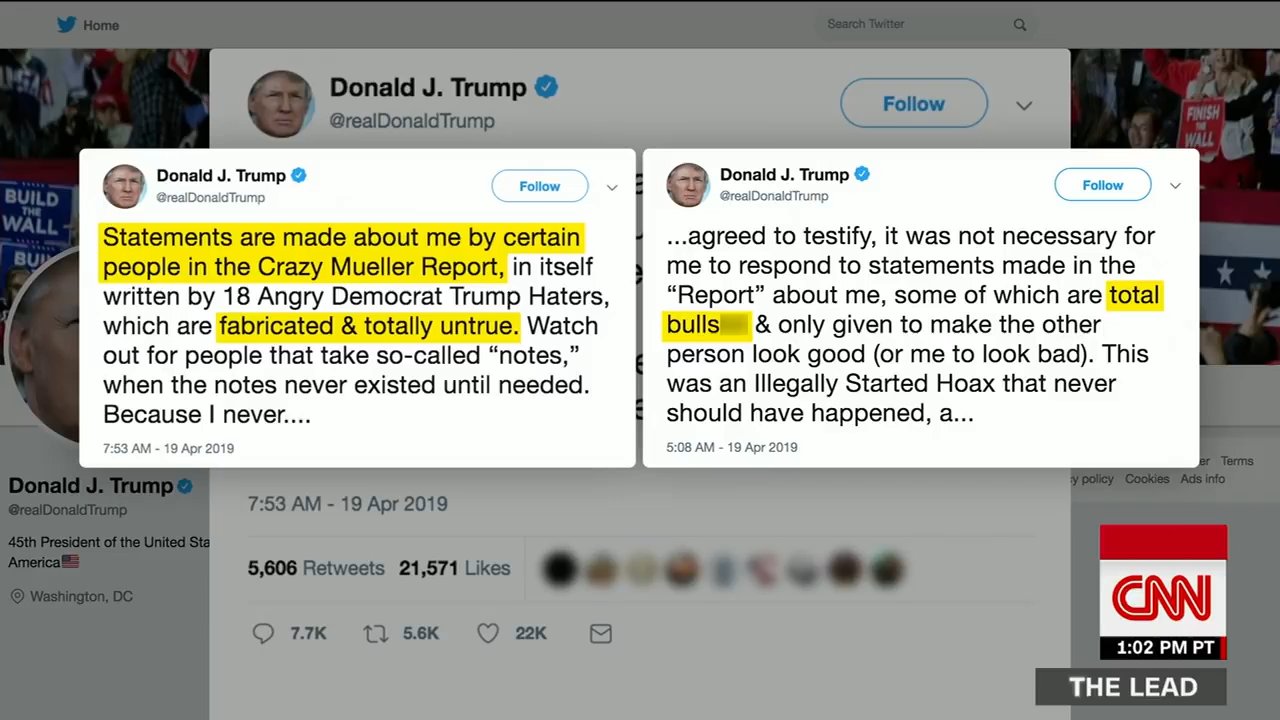 Home
Search Twitter
Donald J. Trump
@realDonaldTrump
Follow
BUILD
THE
WALL
FINISH
THE
WALL
Donald J. Trump
@realDonaldTrump
Follow
Statements are made about me by certain
people in the Crazy Mueller Report, in itself
written by 18 Angry Democrat Trump Haters,
which are fabricated & totally untrue. Watch
out for people that take so-called “notes,”
when the notes never existed until needed.
Because I never....
7:53 AM - 19 Apr 2019
Donald J. Trump
@realDonaldTrump
Follow
...agreed to testify, it was not necessary for
me to respond to statements made in the
“Report” about me, some of which are total
bulls & only given to make the other
person look good (or me to look bad). This
was an Illegally Started Hoax that never
should have happened, a...
5:08 AM - 19 Apr 2019
Donald J. Trump
@realDonaldTrump
45th President of the United Sta
America
Washington, DC
7:53 AM - 19 Apr 2019
5,606 Retweets 21,571 Likes
7.7K 5.6K 22K
Terms
policy Cookies Ads info
CNN
1:02 PM PT
THE LEAD